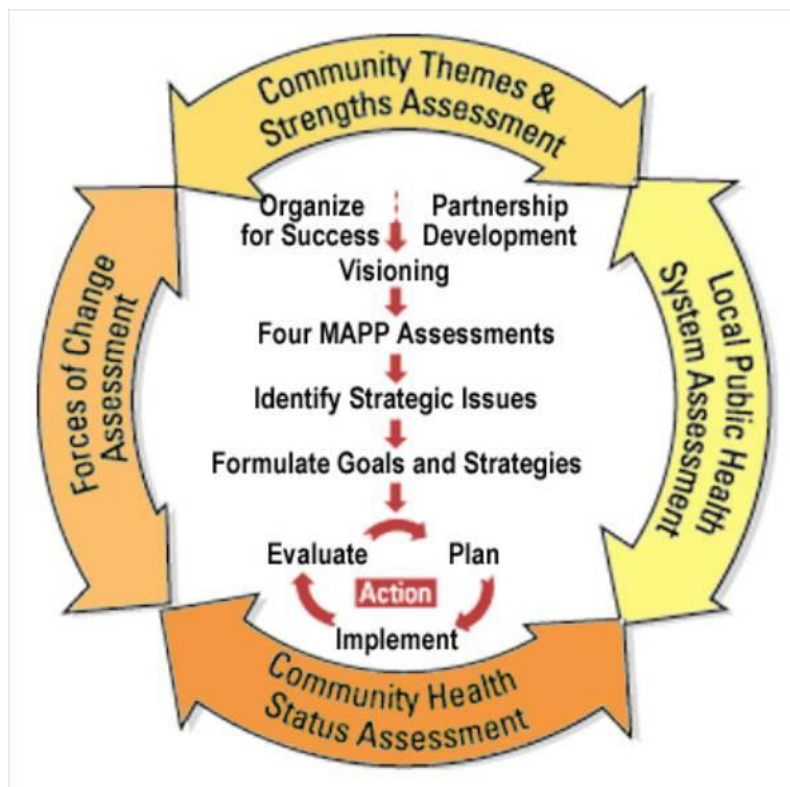 Community Themes &
Strengths Assessment
Organize
for Success
Partnership
Development
Visioning
Four MAPP Assessments
Identify Strategic Issues
Formulate Goals and Strategies
Evaluate
Plan
Action
Implement
Forces of Change
Assessment
Local Public Health
System Assessment
Community Health
Status Assessment